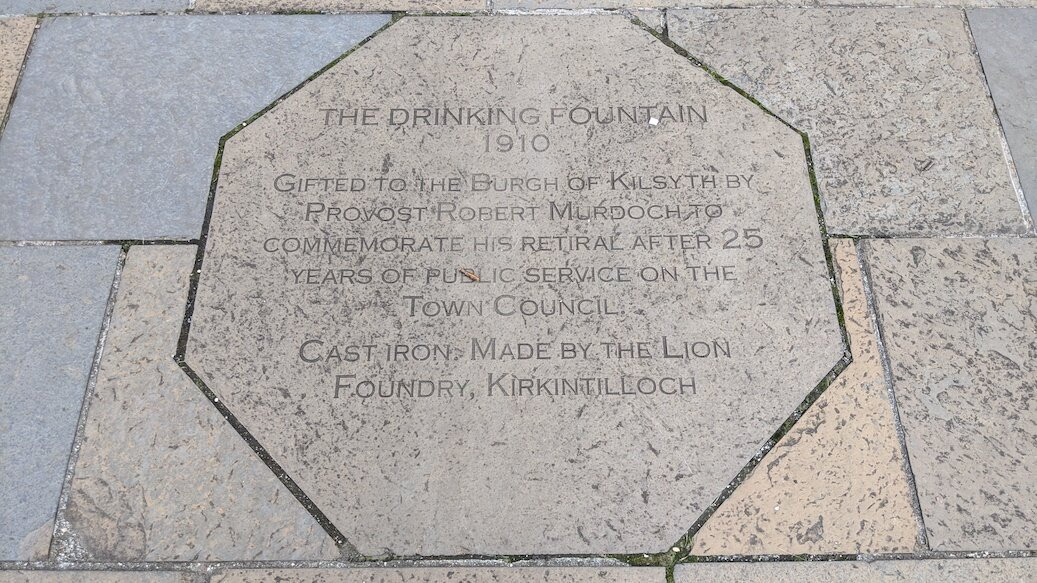 THE DRINKING FOUNTAIN
1910
GIFTED TO THE BURGH OF KILSYTH BY
PROVOST ROBERT MURDOCH TO
COMMEMORATE HIS RETIRAL AFTER 25
YEARS OF PUBLIC SERVICE ON THE
TOWN COUNCIL.
CAST IRON. MADE BY THE LION
FOUNDRY, KIRKINTILLOCH